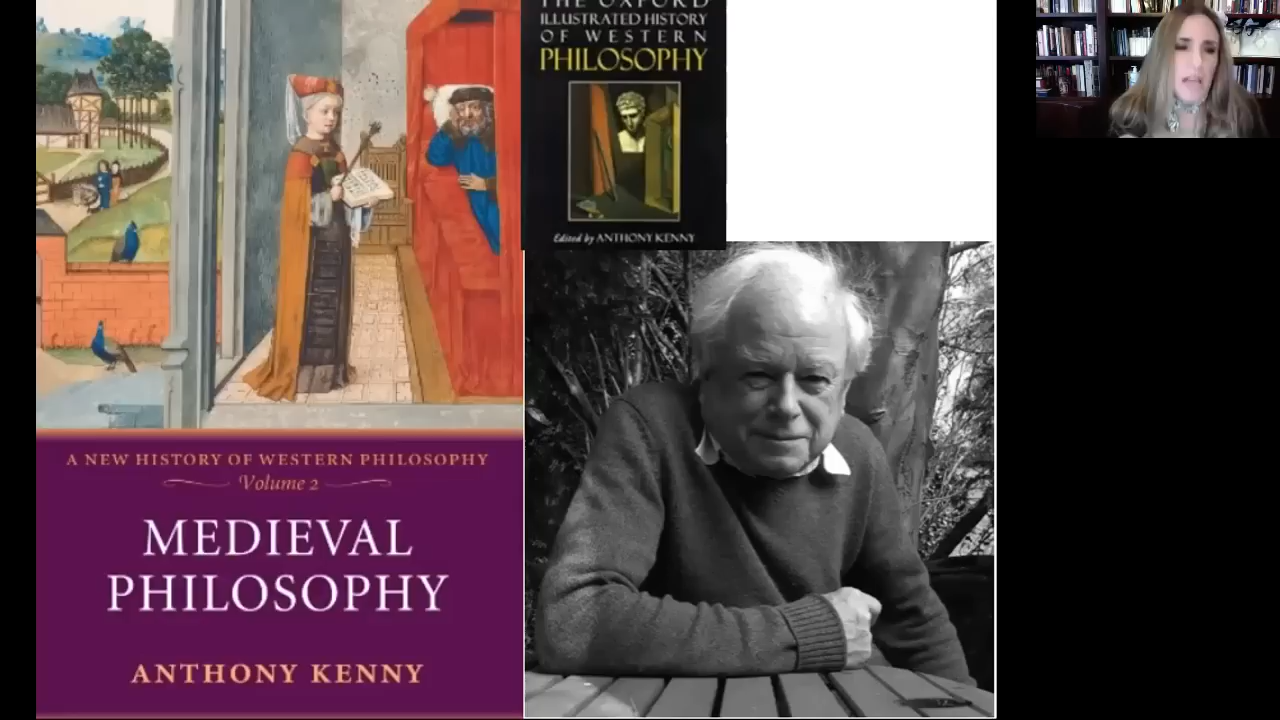 A NEW HISTORY OF WESTERN PHILOSOPHY
Volume 2
MEDIEVAL
PHILOSOPHY
ANTHONY KENNY
THE OXFORD
ILLUSTRATED HISTORY
OF WESTERN
PHILOSOPHY
Edited by ANTHONY KENNY